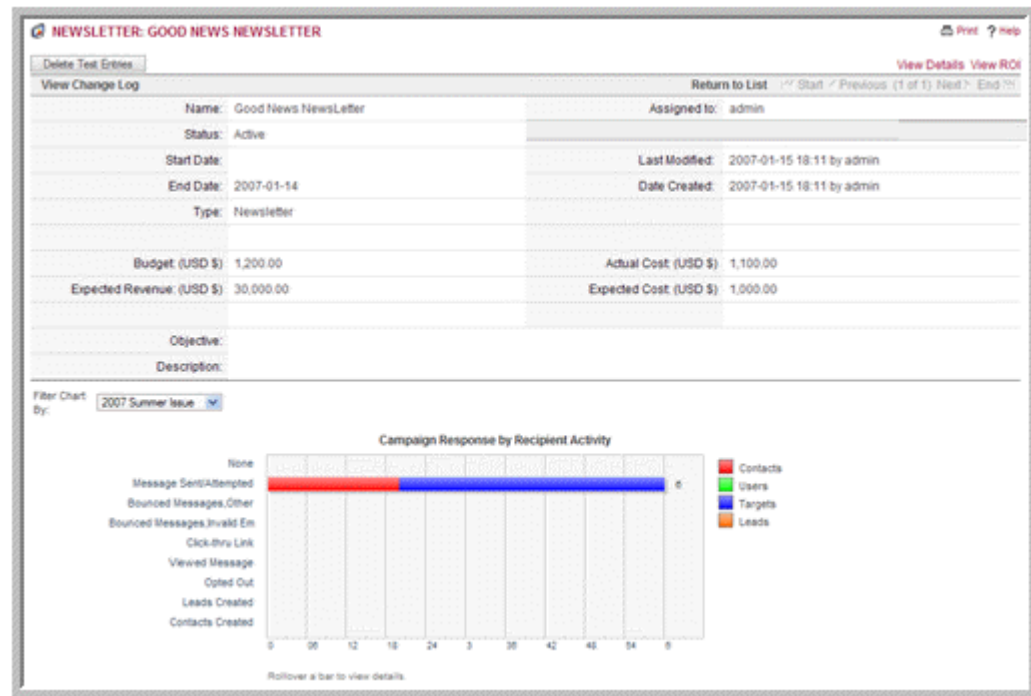 NEWSLETTER: GOOD NEWS NEWSLETTER
Print ? Help
Delete Test Entries
View Details View ROI
View Change Log
Return to List Start Previous (1 of 1) Next End
Name: Good News NewsLetter Assigned to: admin
Status: Active
Start Date: Last Modified: 2007-01-15 18:11 by admin
End Date: 2007-01-14 Date Created: 2007-01-15 18:11 by admin
Type: Newsletter
Budget: (USD $) 1,200.00 Actual Cost: (USD $) 1,100.00
Expected Revenue: (USD $) 30,000.00 Expected Cost: (USD $) 1,000.00
Objective:
Description:
Filter Chart By: 2007 Summer Issue
Campaign Response by Recipient Activity
None
Message Sent/Attempted 6
Bounced Messages,Other
Bounced Messages,Invalid Em
Click-thru Link
Viewed Message
Opted Out
Leads Created
Contacts Created
Contacts
Users
Targets
Leads
0 06 12 18 24 3 36 42 48 54 6
Rollover a bar to view details.